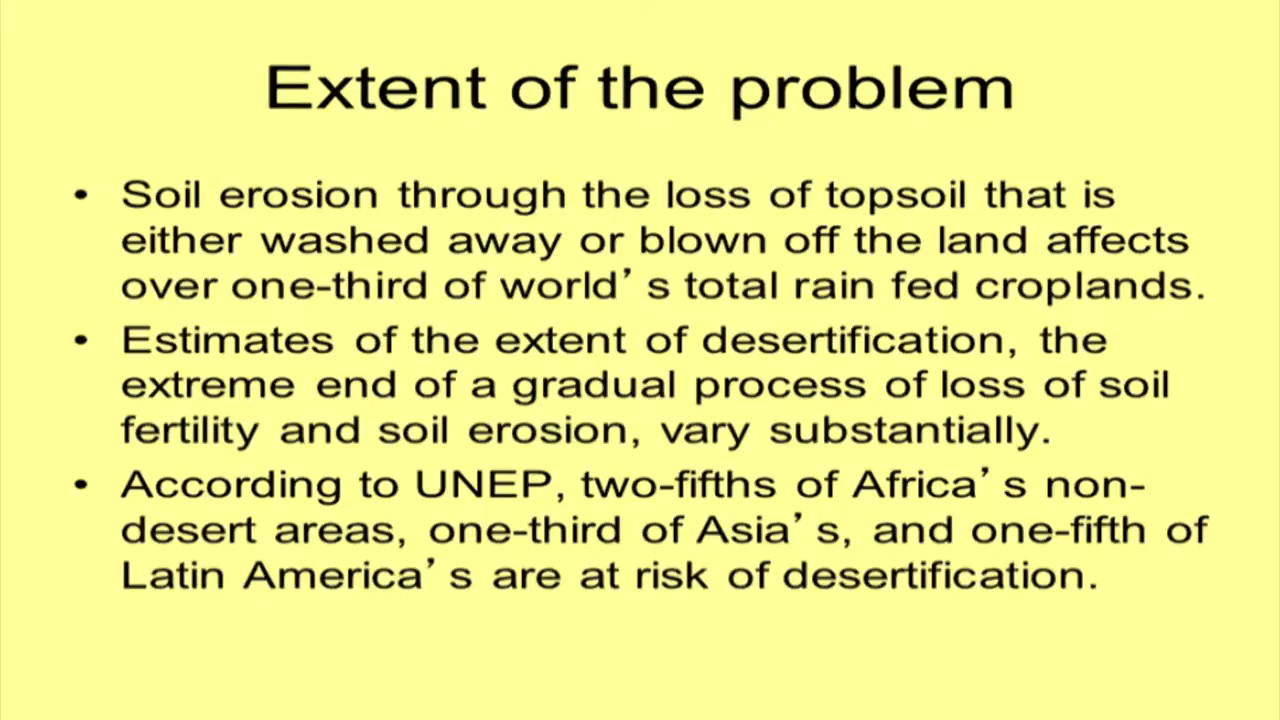 Extent of the problem
• Soil erosion through the loss of topsoil that is
either washed away or blown off the land affects
over one-third of world’s total rain fed croplands.
• Estimates of the extent of desertification, the
extreme end of a gradual process of loss of soil
fertility and soil erosion, vary substantially.
• According to UNEP, two-fifths of Africa’s non-
desert areas, one-third of Asia’s, and one-fifth of
Latin America’s are at risk of desertification.